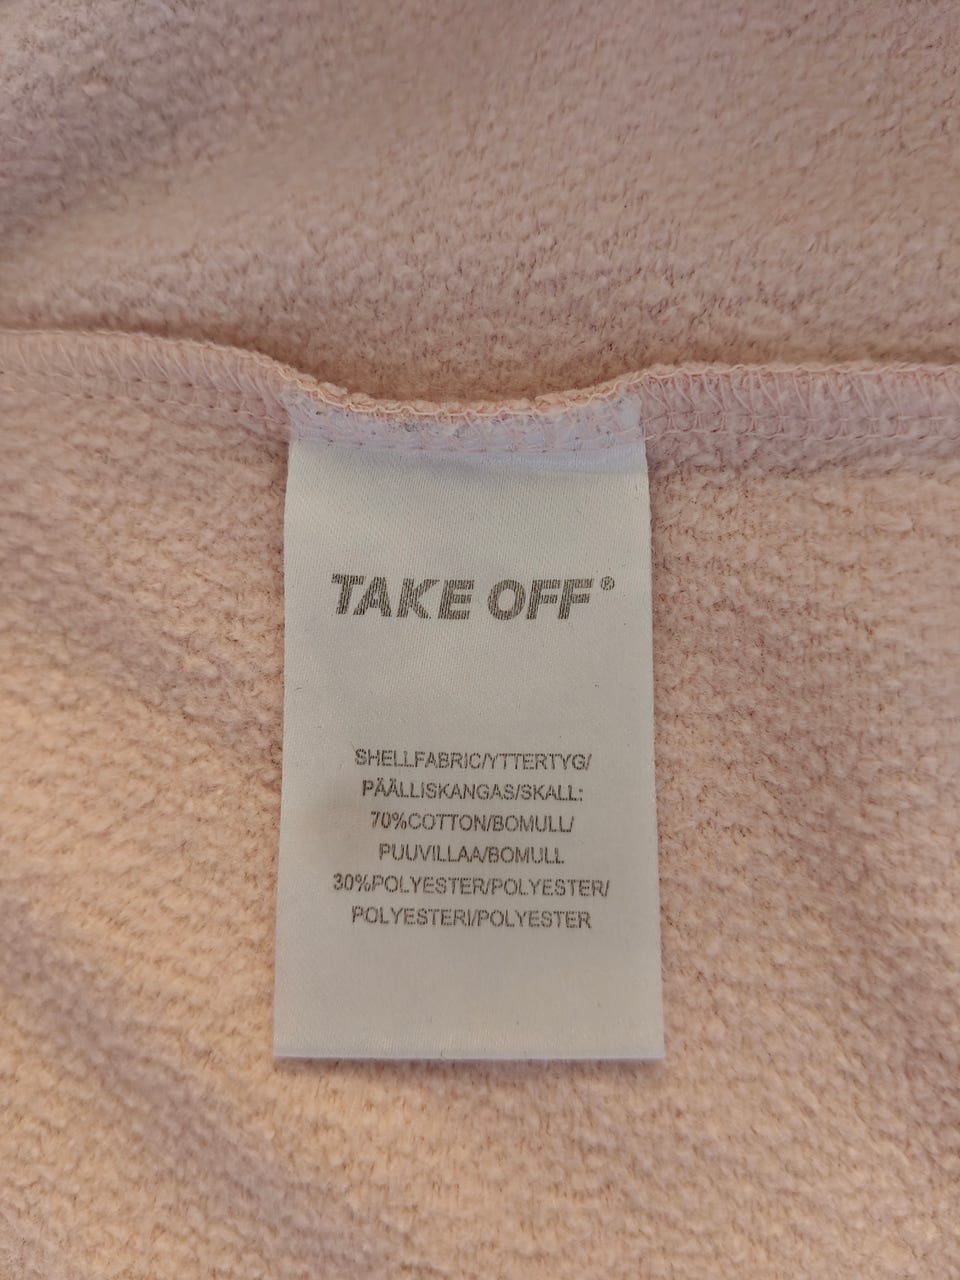 TAKE OFF®
SHELLFABRIC/YTTERTYG/
PÄÄLLISKANGAS/SKALL:
70%COTTON/BOMULL/
PUUVILLAA/BOMULL
30%POLYESTER/POLYESTER/
POLYESTERI/POLYESTER